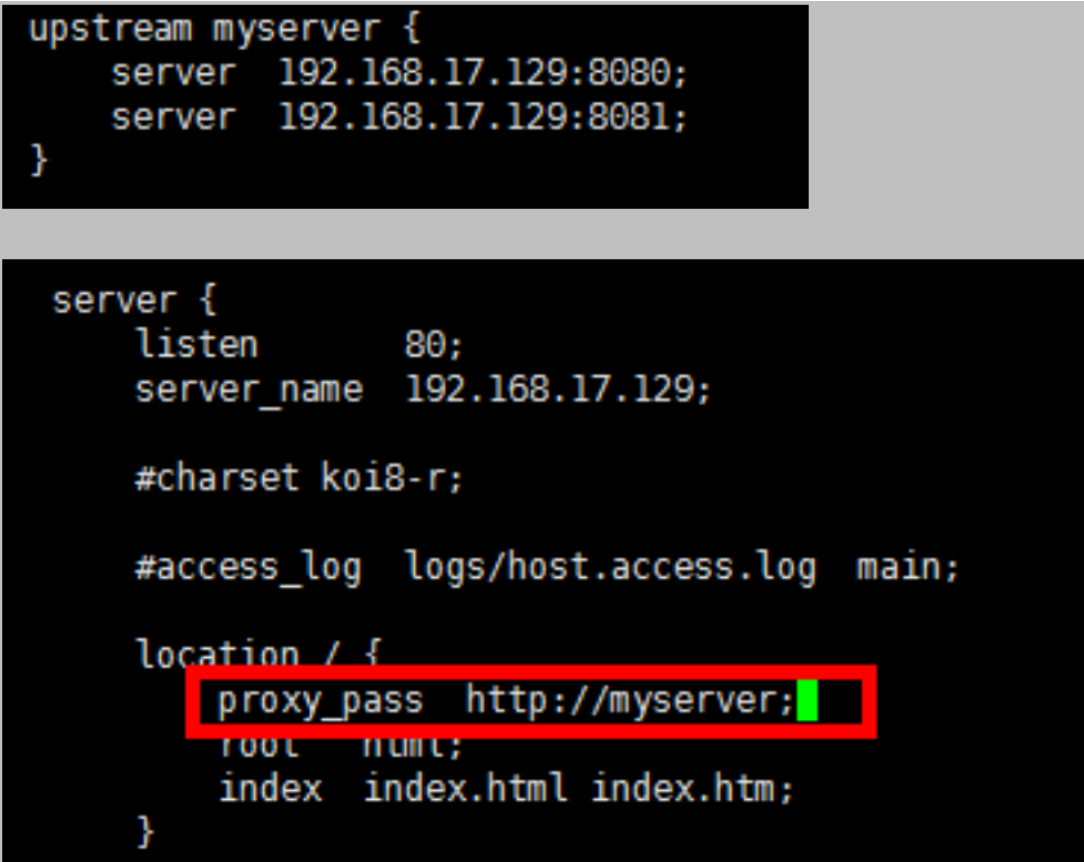 upstream myserver {
server 192.168.17.129:8080;
server 192.168.17.129:8081;
}
server {
listen 80;
server_name 192.168.17.129;
#charset koi8-r;
#access_log logs/host.access.log main;
location / {
proxy_pass http://myserver;
root html;
index index.html index.htm;
}